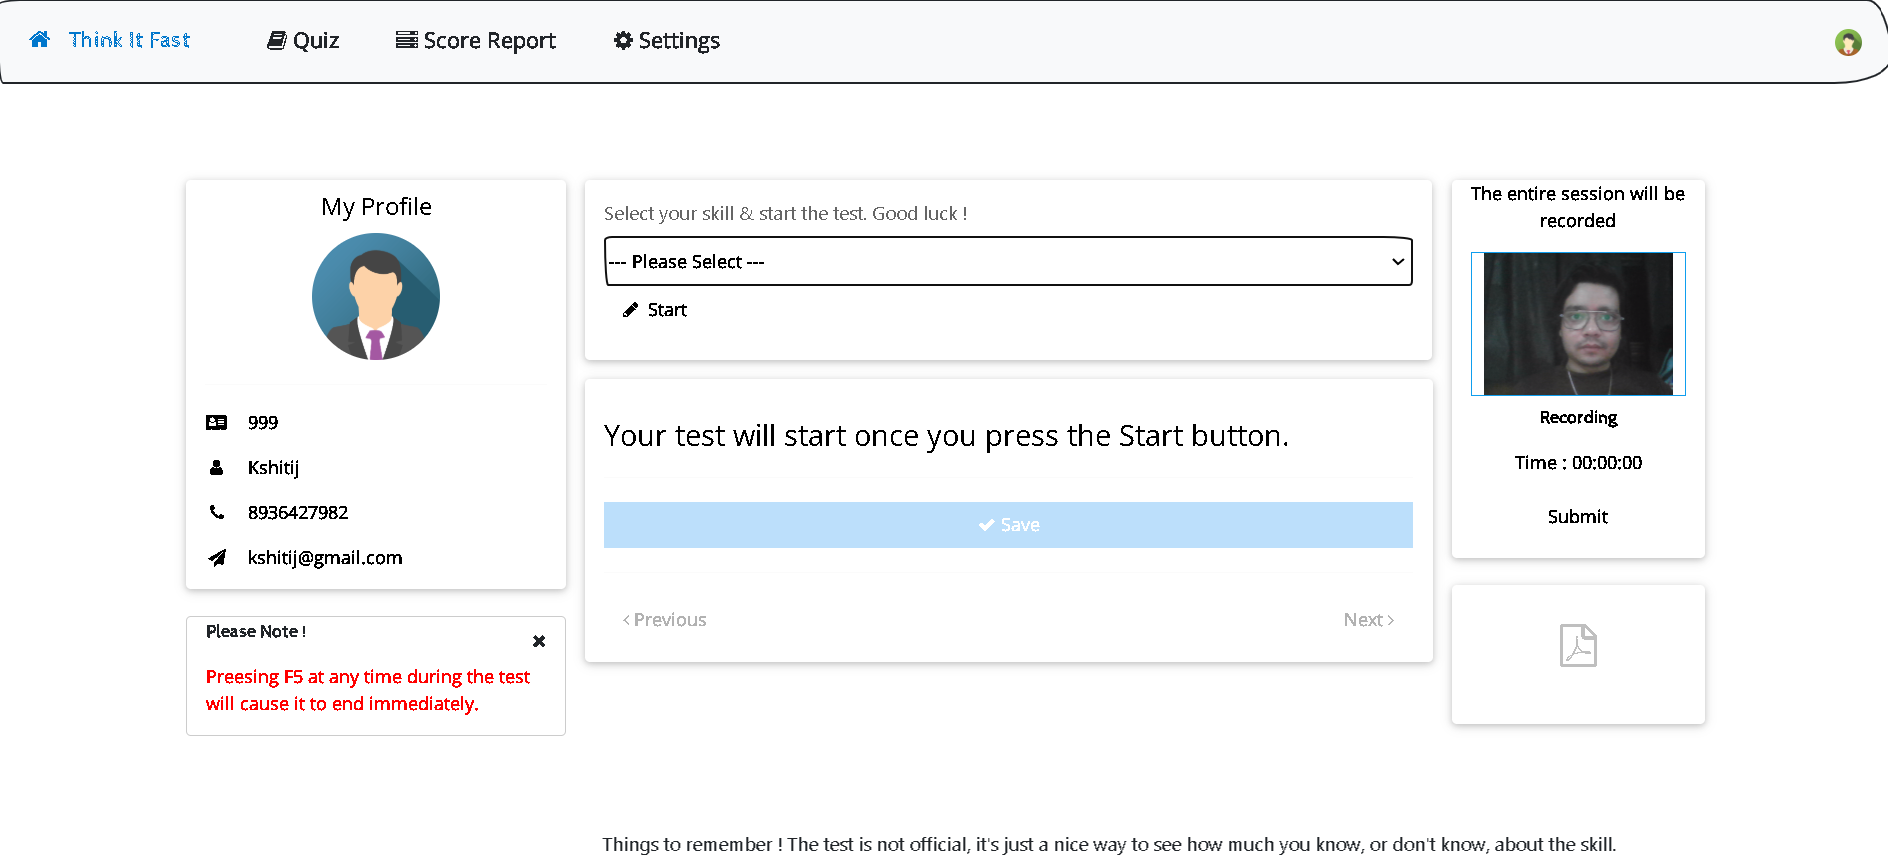 Think It Fast
Quiz
Score Report
Settings
My Profile
999
Kshitij
8936427982
kshitij@gmail.com
Please Note !
Preesing F5 at any time during the test
will cause it to end immediately.
Select your skill & start the test. Good luck !
--- Please Select ---
Start
Your test will start once you press the Start button.
Save
Previous
Next
The entire session will be
recorded
Recording
Time : 00:00:00
Submit
Things to remember ! The test is not official, it's just a nice way to see how much you know, or don't know, about the skill.